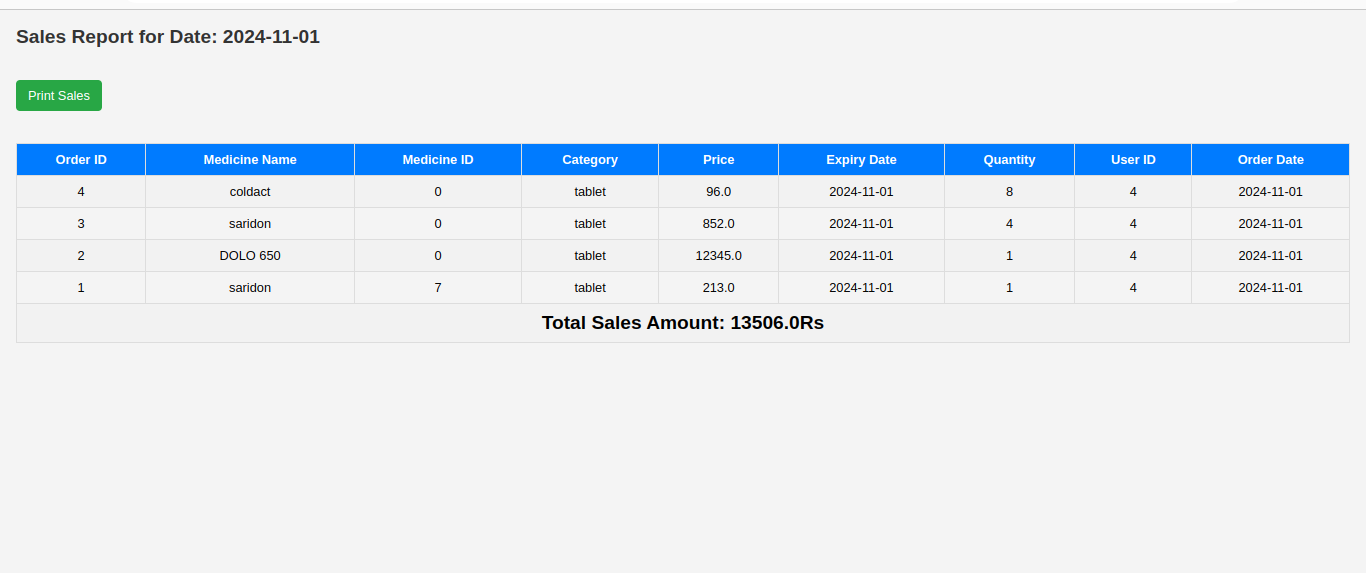 Sales Report for Date: 2024-11-01
Print Sales
Order ID Medicine Name Medicine ID Category Price Expiry Date Quantity User ID Order Date
4 coldact 0 tablet 96.0 2024-11-01 8 4 2024-11-01
3 saridon 0 tablet 852.0 2024-11-01 4 4 2024-11-01
2 DOLO 650 0 tablet 12345.0 2024-11-01 1 4 2024-11-01
1 saridon 7 tablet 213.0 2024-11-01 1 4 2024-11-01
Total Sales Amount: 13506.0Rs